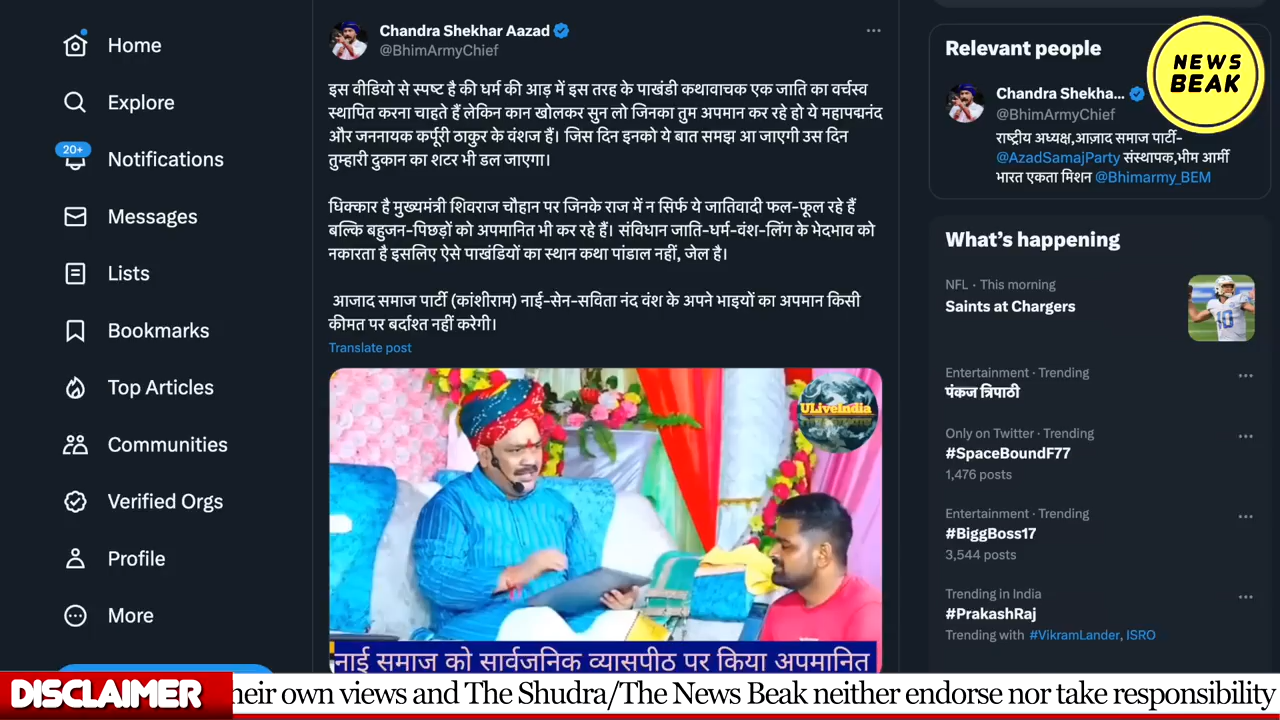 Home
Explore
20+
Notifications
Messages
Lists
Bookmarks
Top Articles
Communities
Verified Orgs
Profile
More
Chandra Shekhar Aazad
@BhimArmyChief
इस वीडियो से स्पष्ट है की धर्म की आड़ में इस तरह के पाखंडी कथावाचक एक जाति का वर्चस्व
स्थापित करना चाहते हैं लेकिन कान खोलकर सुन लो जिनका तुम अपमान कर रहे हो ये महापद्मनंद
और जननायक कर्पूरी ठाकुर के वंशज हैं। जिस दिन इनको ये बात समझ आ जाएगी उस दिन
तुम्हारी दुकान का शटर भी डल जाएगा।
धिक्कार है मुख्यमंत्री शिवराज चौहान पर जिनके राज में न सिर्फ ये जातिवादी फल-फूल रहे हैं
बल्कि बहुजन-पिछड़ों को अपमानित भी कर रहे हैं। संविधान जाति-धर्म-वंश-लिंग के भेदभाव को
नकारता है इसलिए ऐसे पाखंडियों का स्थान कथा पांडाल नहीं, जेल है।
आजाद समाज पार्टी (कांशीराम) नाई-सेन-सविता नंद वंश के अपने भाइयों का अपमान किसी
कीमत पर बर्दाश्त नहीं करेगी।
Translate post
ULiveIndia
नाई समाज को सार्वजनिक व्यासपीठ पर किया अपमानित
Relevant people
Chandra Shekha...
@BhimArmyChief
राष्ट्रीय अध्यक्ष,आज़ाद समाज पार्टी-
@AzadSamajParty संस्थापक,भीम आर्मी
भारत एकता मिशन @Bhimarmy_BEM
NEWS
BEAK
What's happening
NFL · This morning
Saints at Chargers
10
Entertainment · Trending
पंकज त्रिपाठी
Only on Twitter · Trending
#SpaceBoundF77
1,476 posts
Entertainment · Trending
#BiggBoss17
3,544 posts
Trending in India
#PrakashRaj
Trending with #VikramLander, ISRO
DISCLAIMER
heir own views and The Shudra/The News Beak neither endorse nor take responsibility